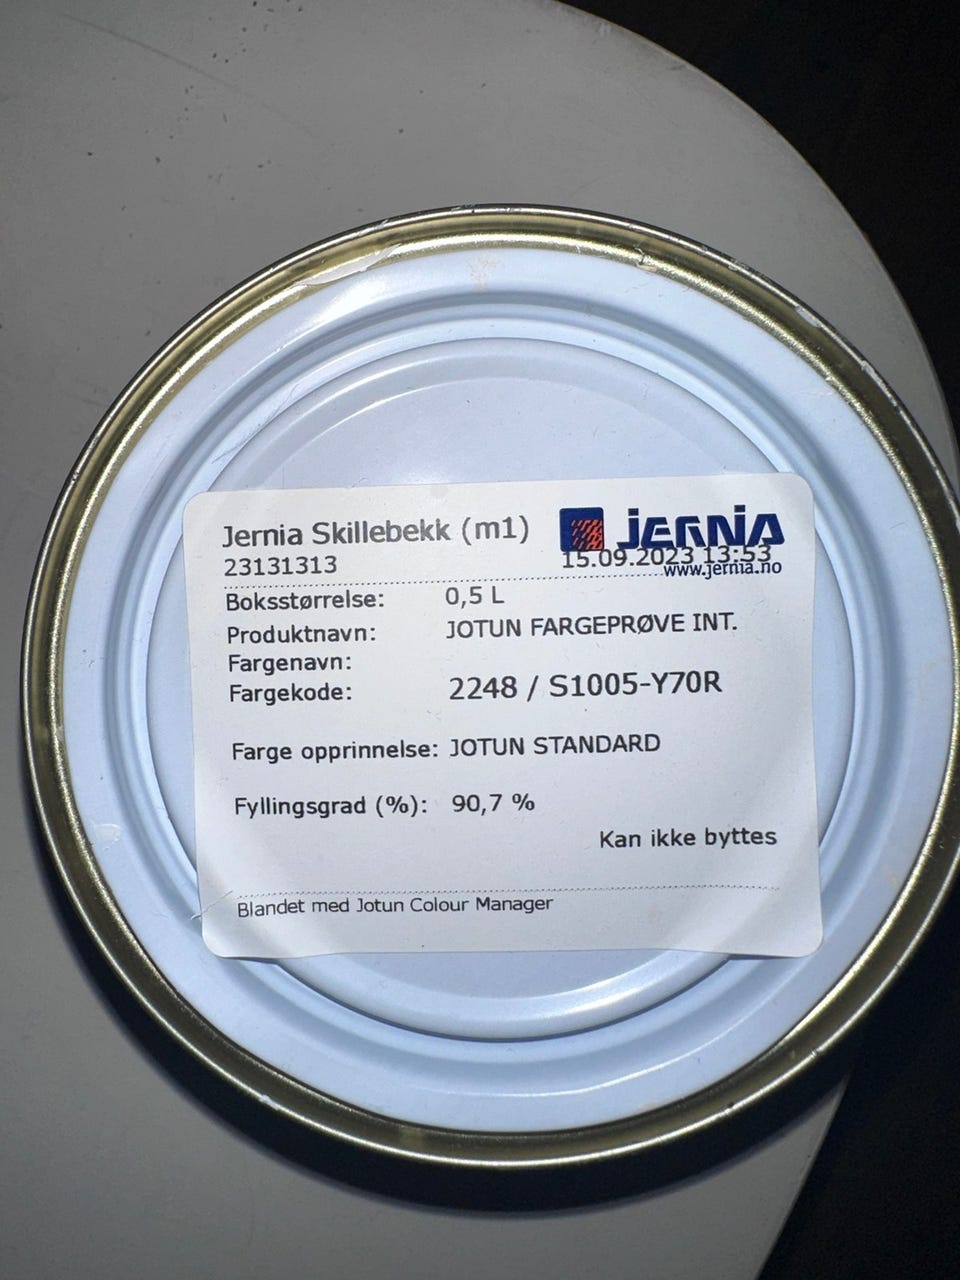 Jernia Skillebekk (m1)
JERNIA
23131313
15.09.2023 13:53
www.jernia.no
Boksstørrelse: 0,5 L
Produktnavn: JOTUN FARGEPRØVE INT.
Fargenavn:
Fargekode: 2248 / S1005-Y70R
Farge opprinnelse: JOTUN STANDARD
Fyllingsgrad (%): 90,7 %
Kan ikke byttes
Blandet med Jotun Colour Manager